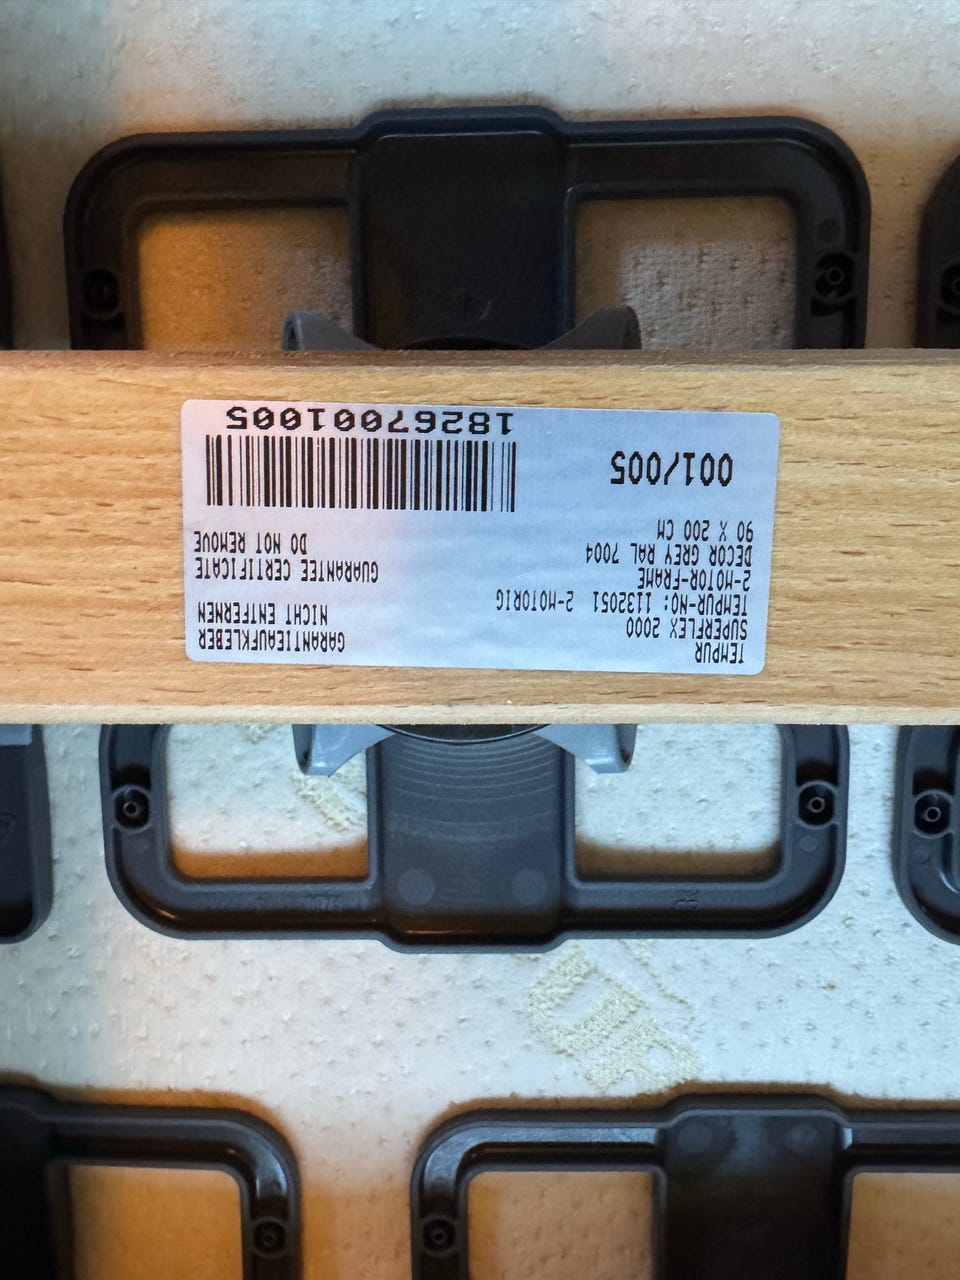 TEMPUR
SUPERFLEX 2000
TEMPUR-NO: 1132051 2-MOTORIG
2-MOTOR-FRAME
DECOR GREY RAL 7004
90 X 200 CM
001/005
GARANTIEAUFKLEBER
NICHT ENTFERNEN
GUARANTEE CERTIFICATE
DO NOT REMOVE
18267001005